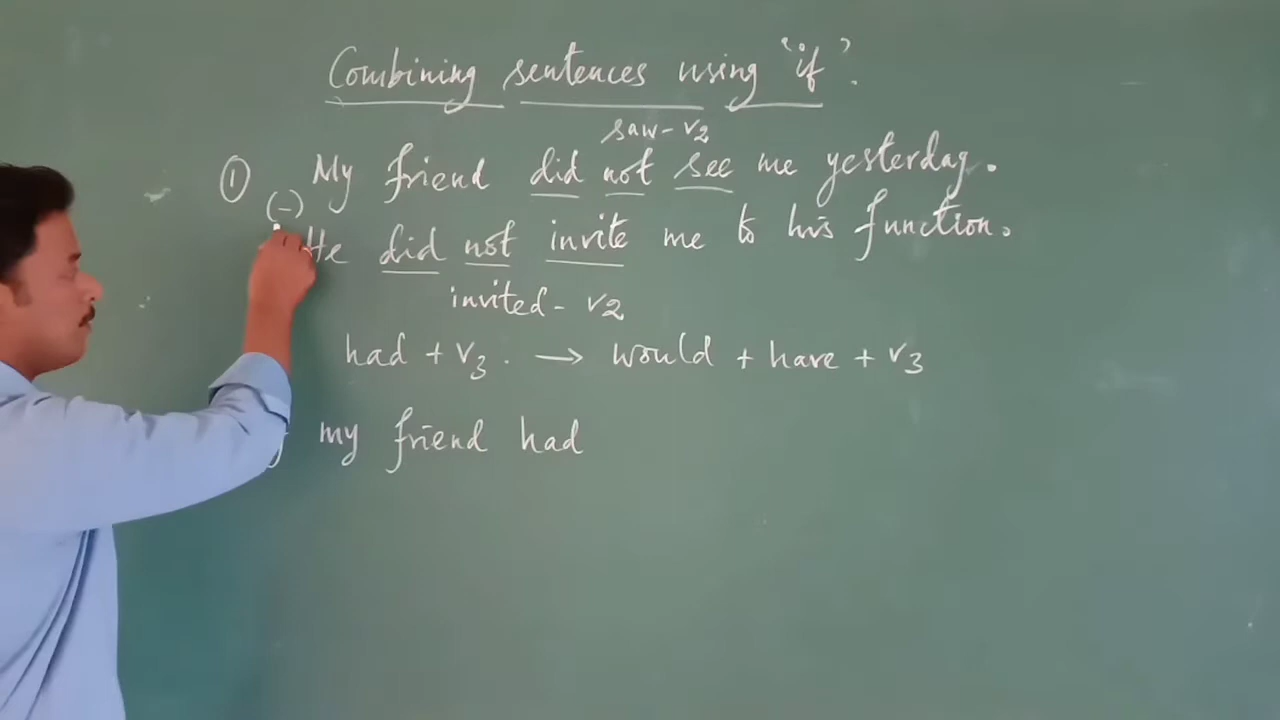 Combining sentences using 'if'.
saw - v2
① My friend did not see me yesterday.
(-)
He did not invite me to his function.
invited - v2
had + v3 . → would + have + v3
my friend had